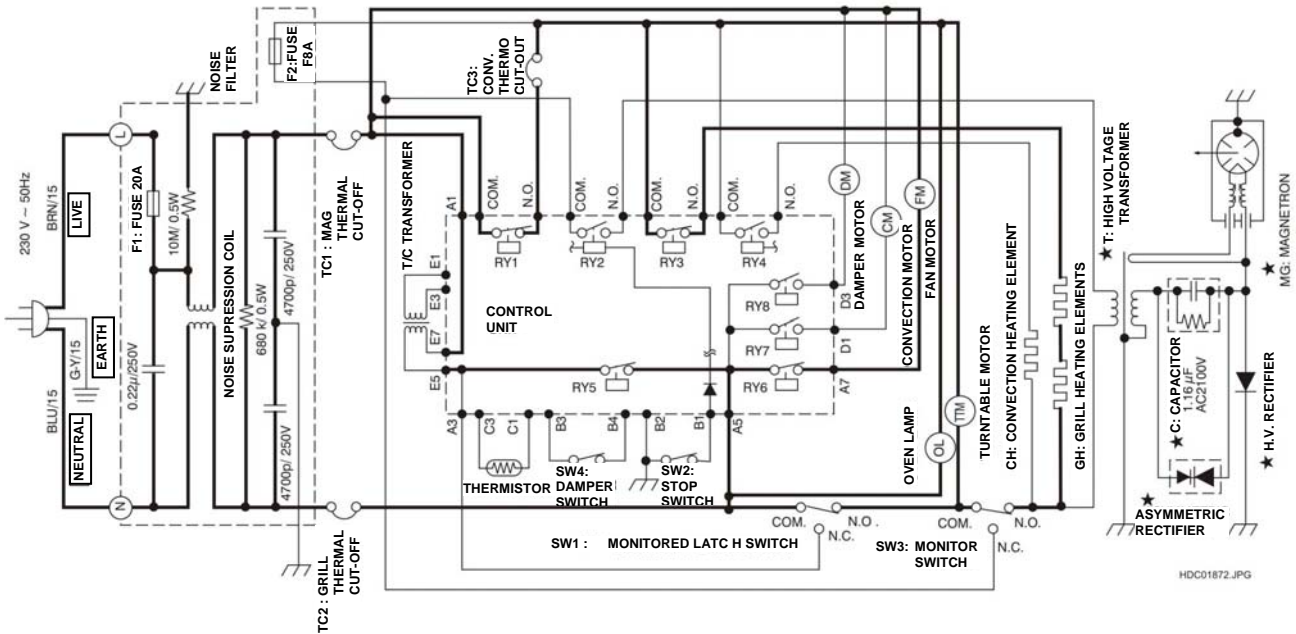 230 V ~ 50Hz
BRN/15
LIVE
BLU/15
NEUTRAL
G-Y/15
EARTH
L
N
F1: FUSE 20A
10M/ 0.5W
0.22µ/250V
NOISE
FILTER
NOISE SUPRESSION COIL
680 k/ 0.5W
4700p/ 250V
4700p/ 250V
F2:FUSE
F8A
TC1 : MAG
THERMAL
CUT-OFF
TC2 : GRILL
THERMAL
CUT-OFF
TC3:
CONV.
THERMO
CUT-OUT
T/C TRANSFORMER
A1
COM.
N.O.
COM.
N.O.
COM.
N.O.
COM.
N.O.
RY1
RY2
RY3
RY4
E1
E3
E7
E5
CONTROL
UNIT
RY8
RY7
RY5
RY6
D3
D1
A7
A3
C3
C1
B3
B4
B2
B1
A5
THERMISTOR
SW4:
DAMPER
SWITCH
SW2:
STOP
SWITCH
DM
CM
FM
DAMPER MOTOR
CONVECTION MOTOR
FAN MOTOR
OL
TTM
OVEN LAMP
TURNTABLE MOTOR
CH: CONVECTION HEATING ELEMENT
GH: GRILL HEATING ELEMENTS
COM.
N.O .
N.C.
SW1 : MONITORED LATC H SWITCH
COM.
N.O.
N.C.
SW3: MONITOR
SWITCH
★ T: HIGH VOLTAGE
TRANSFORMER
★ C: CAPACITOR
1.16 µF
AC2100V
★ H.V. RECTIFIER
★ ASYMMETRIC
RECTIFIER
★ MG: MAGNETRON
HDC01872.JPG